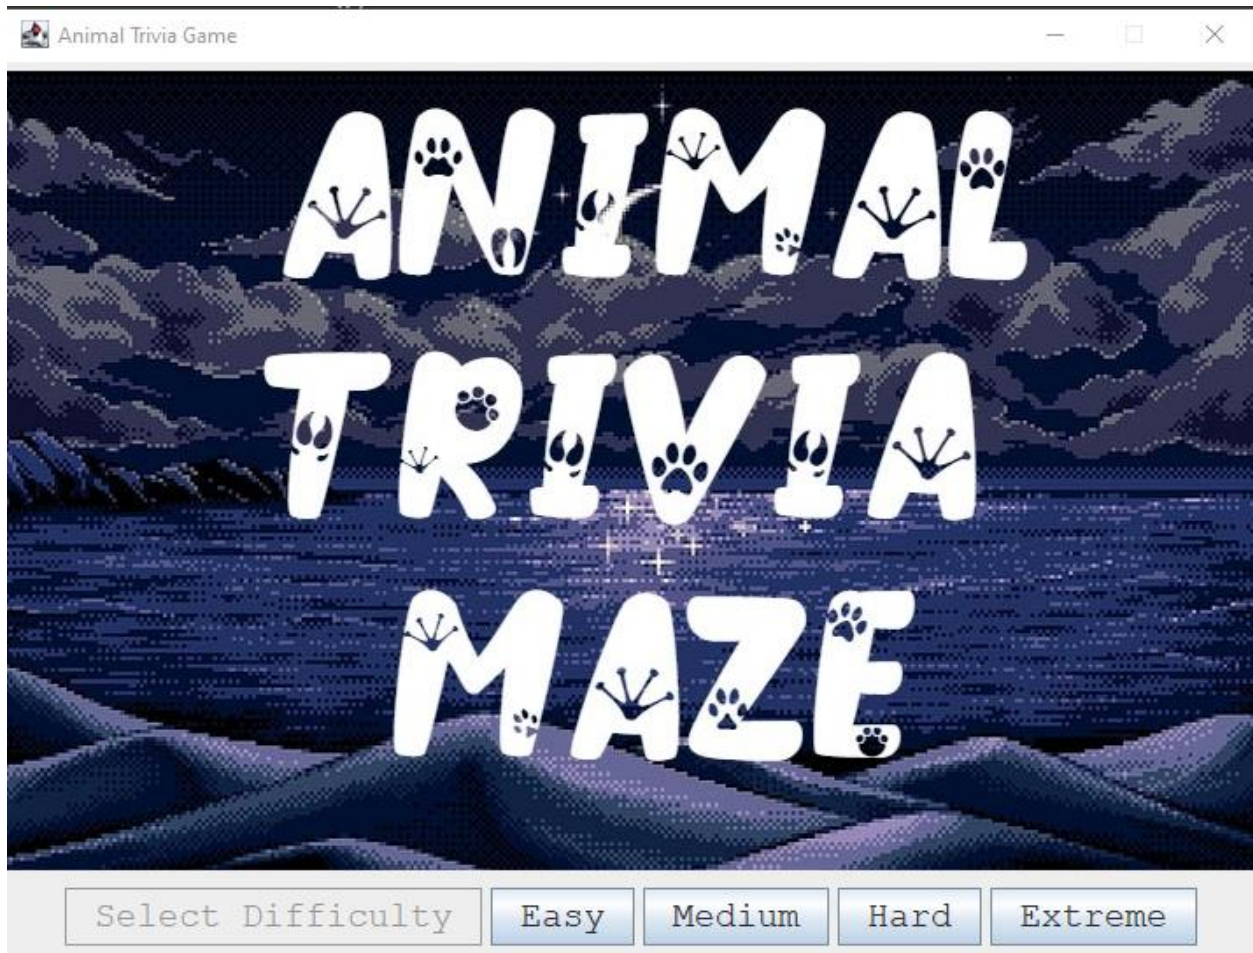 Animal Trivia Game
ANIMAL
TRIVIA
MAZE
Select Difficulty Easy Medium Hard Extreme